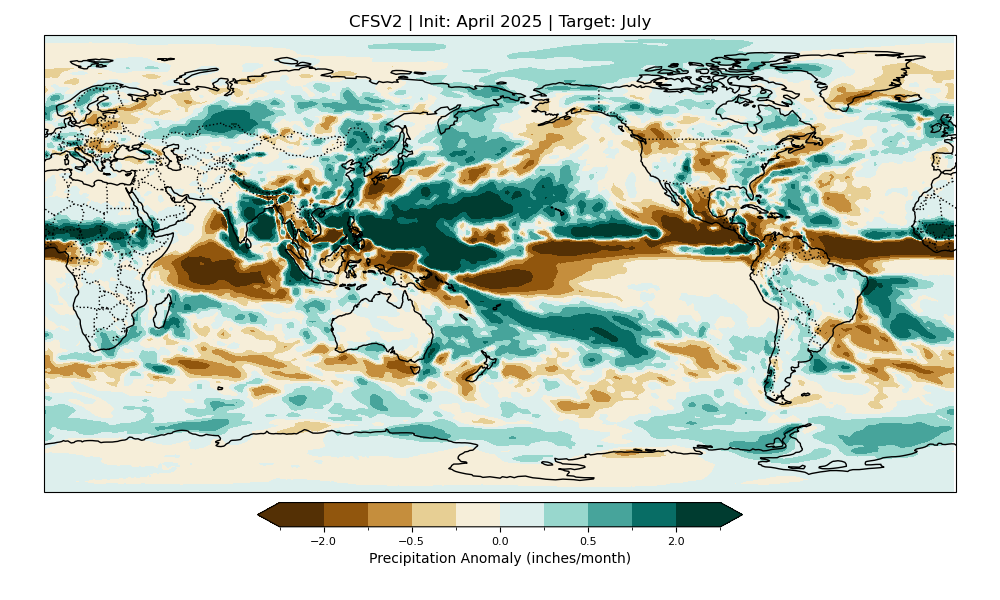 CFSV2 | Init: April 2025 | Target: July
−2.0 −0.5 0.0 0.5 2.0
Precipitation Anomaly (inches/month)